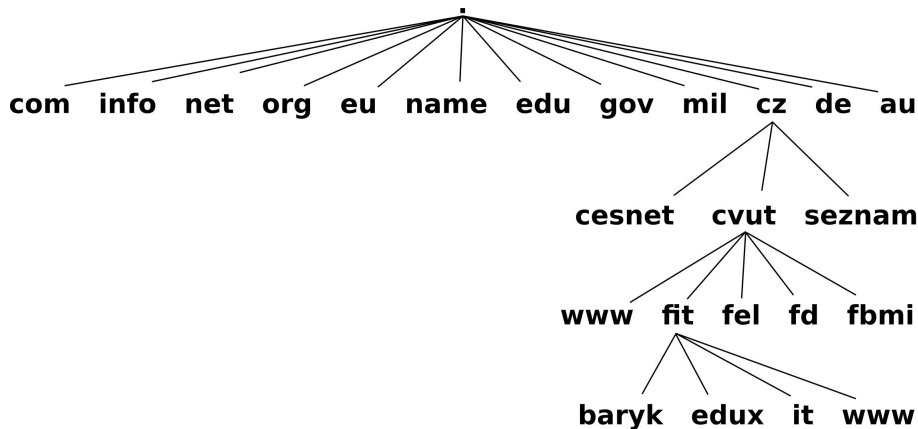 .
com info net org eu name edu gov mil cz de au
cesnet cvut seznam
www fit fel fd fbmi
baryk edux it www